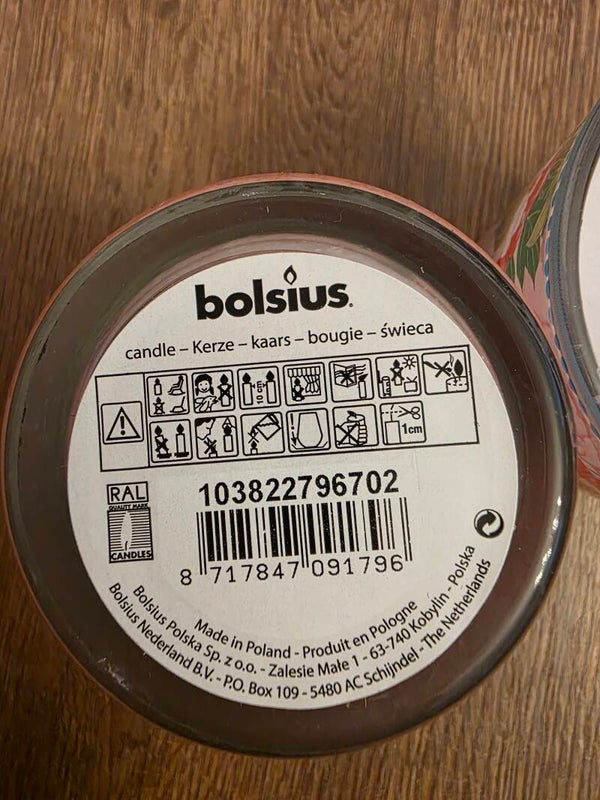 bolsius®
candle – Kerze – kaars – bougie – świeca
1cm
RAL
QUALITY MARK
CANDLES
103822796702
8 717847 091796
Made in Poland - Produit en Pologne
Bolsius Polska Sp. z o.o. - Zalesie Małe 1 - 63-740 Kobylin - Polska
Bolsius Nederland B.V. - P.O. Box 109 - 5480 AC Schijndel - The Netherlands